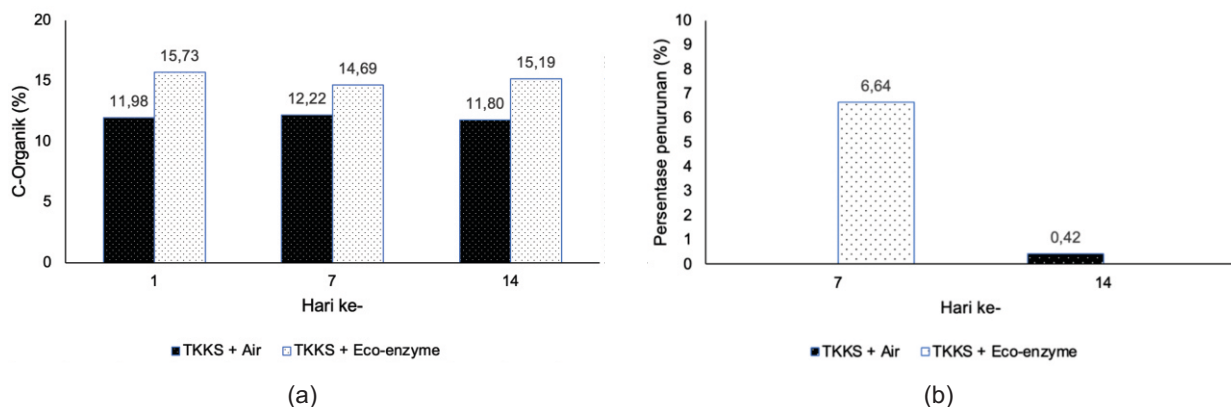 20
15
10
5
0
C-Organik (%)
11,98
15,73
12,22
14,69
11,80
15,19
1 7 14
Hari ke-
TKKS + Air TKKS + Eco-enzyme
(a)
10
9
8
7
6
5
4
3
2
1
0
Persentase penurunan (%)
6,64
0,42
7 14
Hari ke-
TKKS + Air TKKS + Eco-enzyme
(b)